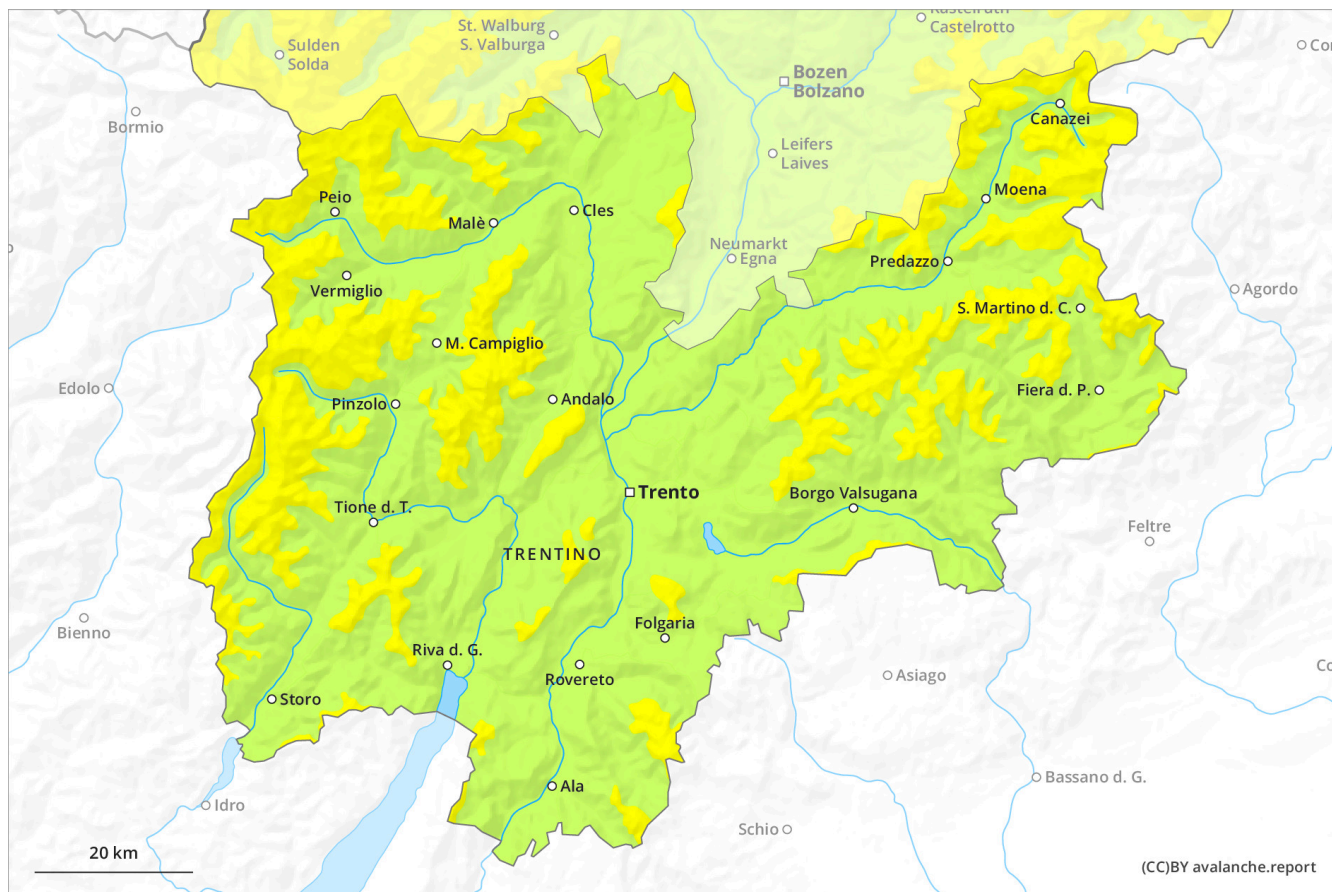 Kastelruth
Castelrotto
St. Walburg
S. Valburga
Sulden
Solda
Bozen
Bolzano
Bormio
Canazei
Leifers
Laives
Peio
Malè
Cles
Moena
Neumarkt
Egna
Predazzo
Vermiglio
Agordo
S. Martino d. C.
M. Campiglio
Edolo
Pinzolo
Andalo
Fiera d. P.
Trento
Borgo Valsugana
Tione d. T.
Feltre
TRENTINO
Bienno
Folgaria
Riva d. G.
Rovereto
Asiago
Storo
Ala
Bassano d. G.
Idro
Schio
20 km
(CC)BY avalanche.report